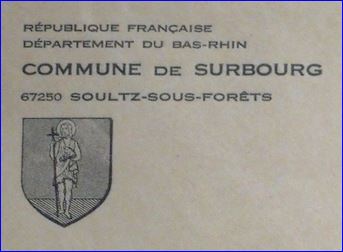 RÉPUBLIQUE FRANÇAISE
DÉPARTEMENT DU BAS-RHIN
COMMUNE DE SURBOURG
67250 SOULTZ-SOUS-FORÊTS